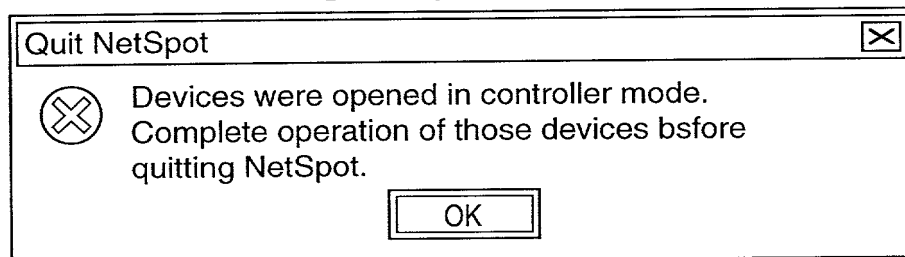 Quit NetSpot
Devices were opened in controller mode.
Complete operation of those devices bsfore
quitting NetSpot.
OK